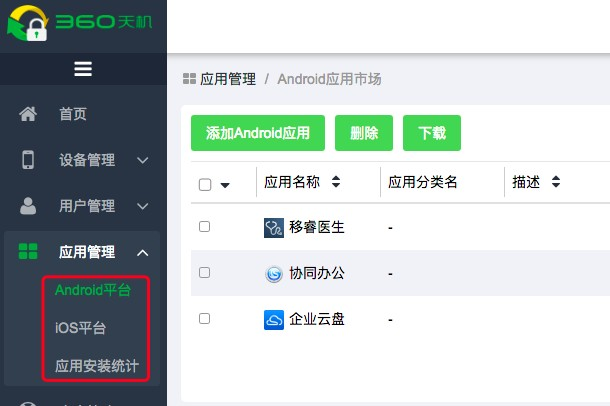 360天机
应用管理 / Android应用市场
首页
设备管理
用户管理
应用管理
Android平台
iOS平台
应用安装统计
添加Android应用 删除 下载
应用名称 应用分类名 描述
移睿医生 -
协同办公 -
企业云盘 -